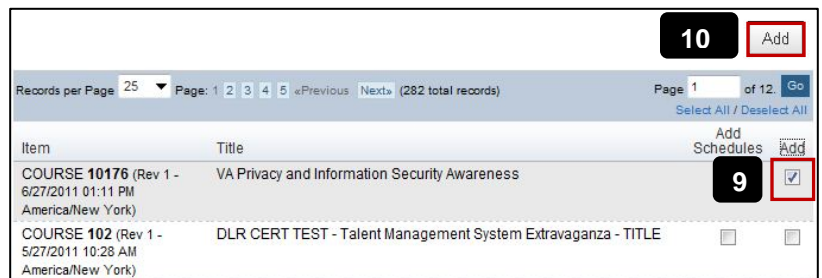 10 Add
Records per Page 25 Page: 1 2 3 4 5 «Previous Next» (282 total records) Page 1 of 12. Go
Select All / Deselect All
Item Title Add Schedules Add
COURSE 10176 (Rev 1 - VA Privacy and Information Security Awareness 9
6/27/2011 01:11 PM
America/New York)
COURSE 102 (Rev 1 - DLR CERT TEST - Talent Management System Extravaganza - TITLE
5/27/2011 10:28 AM
America/New York)